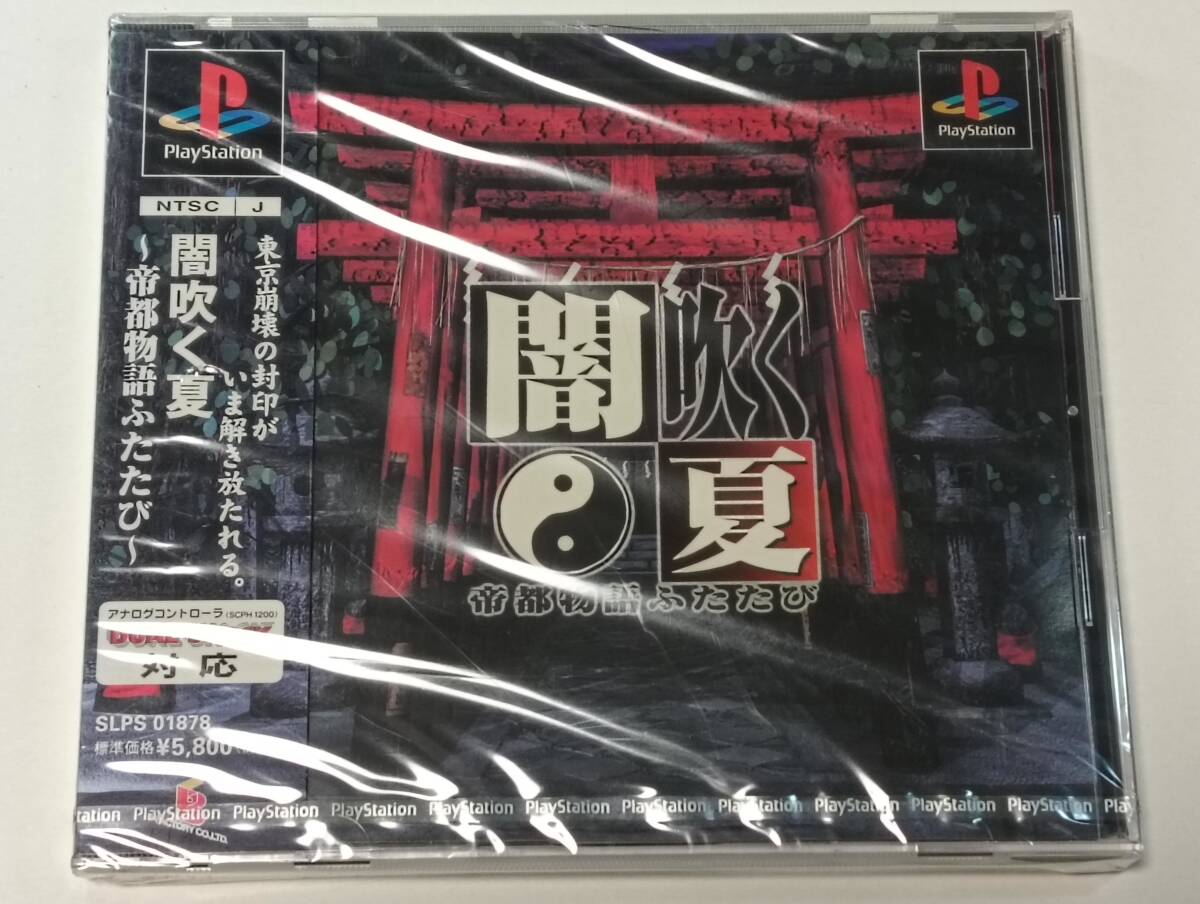 PlayStation
NTSC J
闇吹く夏
～帝都物語ふたたび～
東京崩壊の封印が
いま解き放たれる。
アナログコントローラ(SCPH 1200)
対応
SLPS 01878
標準価格¥5,800
PlayStation
闇吹く
夏
帝都物語ふたたび
PlayStation PlayStation PlayStation PlayStation PlayStation PlayStation PlayStation PlayStation PlayStation PlayStation